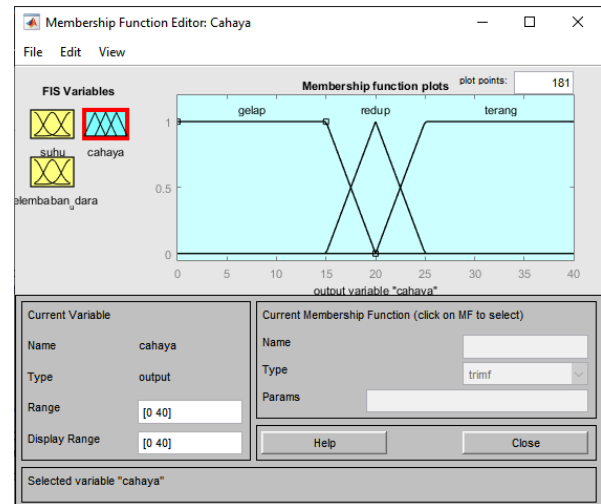 Membership Function Editor: Cahaya
File Edit View
FIS Variables
suhu cahaya
elembaban_udara
Membership function plots
plot points: 181
gelap redup terang
1
0.5
0
0 5 10 15 20 25 30 35 40
output variable "cahaya"
Current Variable
Name cahaya
Type output
Range [0 40]
Display Range [0 40]
Current Membership Function (click on MF to select)
Name
Type trimf
Params
Help Close
Selected variable "cahaya"